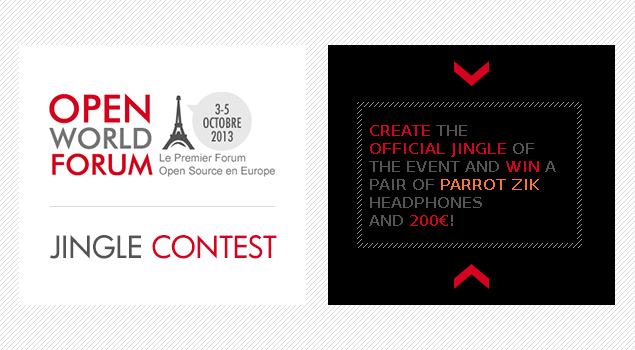 OPEN
WORLD
FORUM
3-5
OCTOBRE
2013
Le Premier Forum
Open Source en Europe
JINGLE CONTEST
CREATE THE
OFFICIAL JINGLE OF
THE EVENT AND WIN A
PAIR OF PARROT ZIK
HEADPHONES
AND 200€!